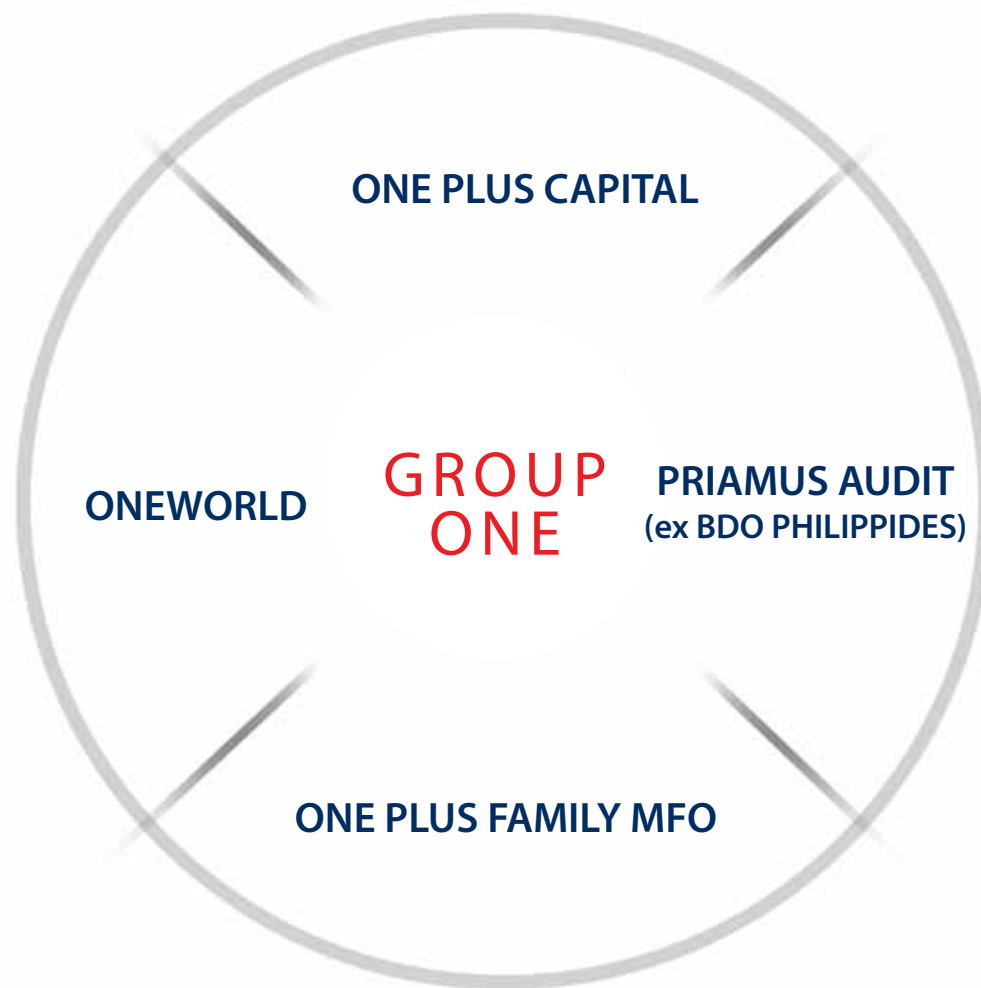 ONE PLUS CAPITAL
ONEWORLD
GROUP
ONE
PRIAMUS AUDIT
(ex BDO PHILIPPIDES)
ONE PLUS FAMILY MFO